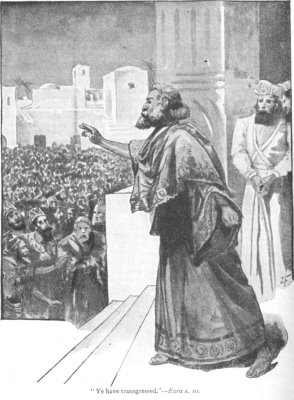 "Ye have transgressed."—Ezra x. 10.